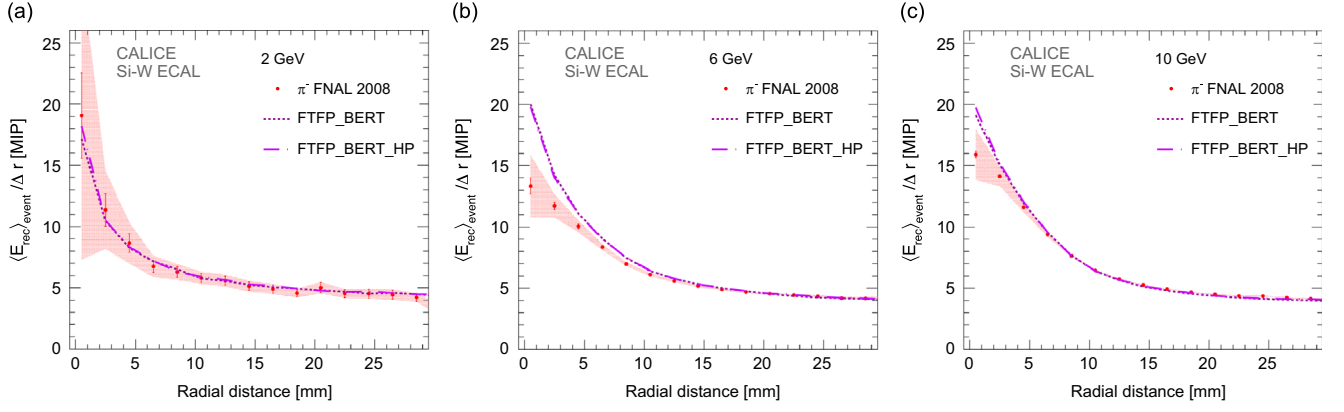 (a)
CALICE
Si-W ECAL
2 GeV
π⁻ FNAL 2008
FTFP_BERT
FTFP_BERT_HP
⟨E_rec⟩_event /Δ r [MIP]
25
20
15
10
5
0
0 5 10 15 20 25
Radial distance [mm]
(b)
CALICE
Si-W ECAL
6 GeV
π⁻ FNAL 2008
FTFP_BERT
FTFP_BERT_HP
⟨E_rec⟩_event /Δ r [MIP]
25
20
15
10
5
0
0 5 10 15 20 25
Radial distance [mm]
(c)
CALICE
Si-W ECAL
10 GeV
π⁻ FNAL 2008
FTFP_BERT
FTFP_BERT_HP
⟨E_rec⟩_event /Δ r [MIP]
25
20
15
10
5
0
0 5 10 15 20 25
Radial distance [mm]